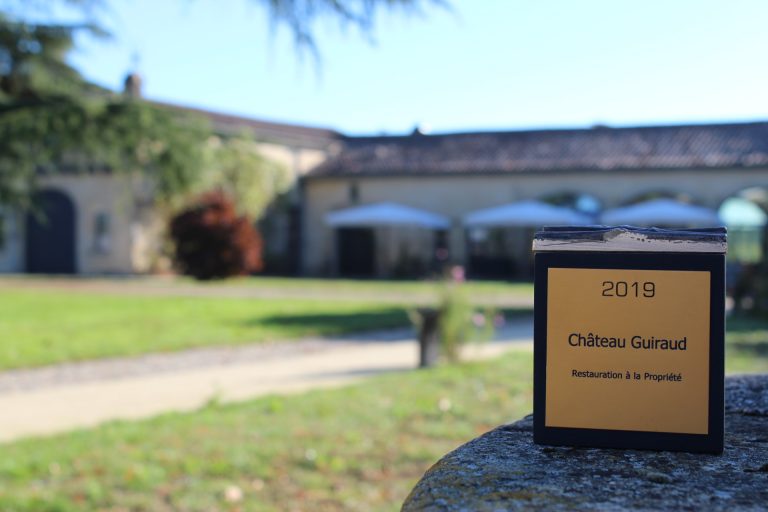 2019
Château Guiraud
Restauration à la Propriété